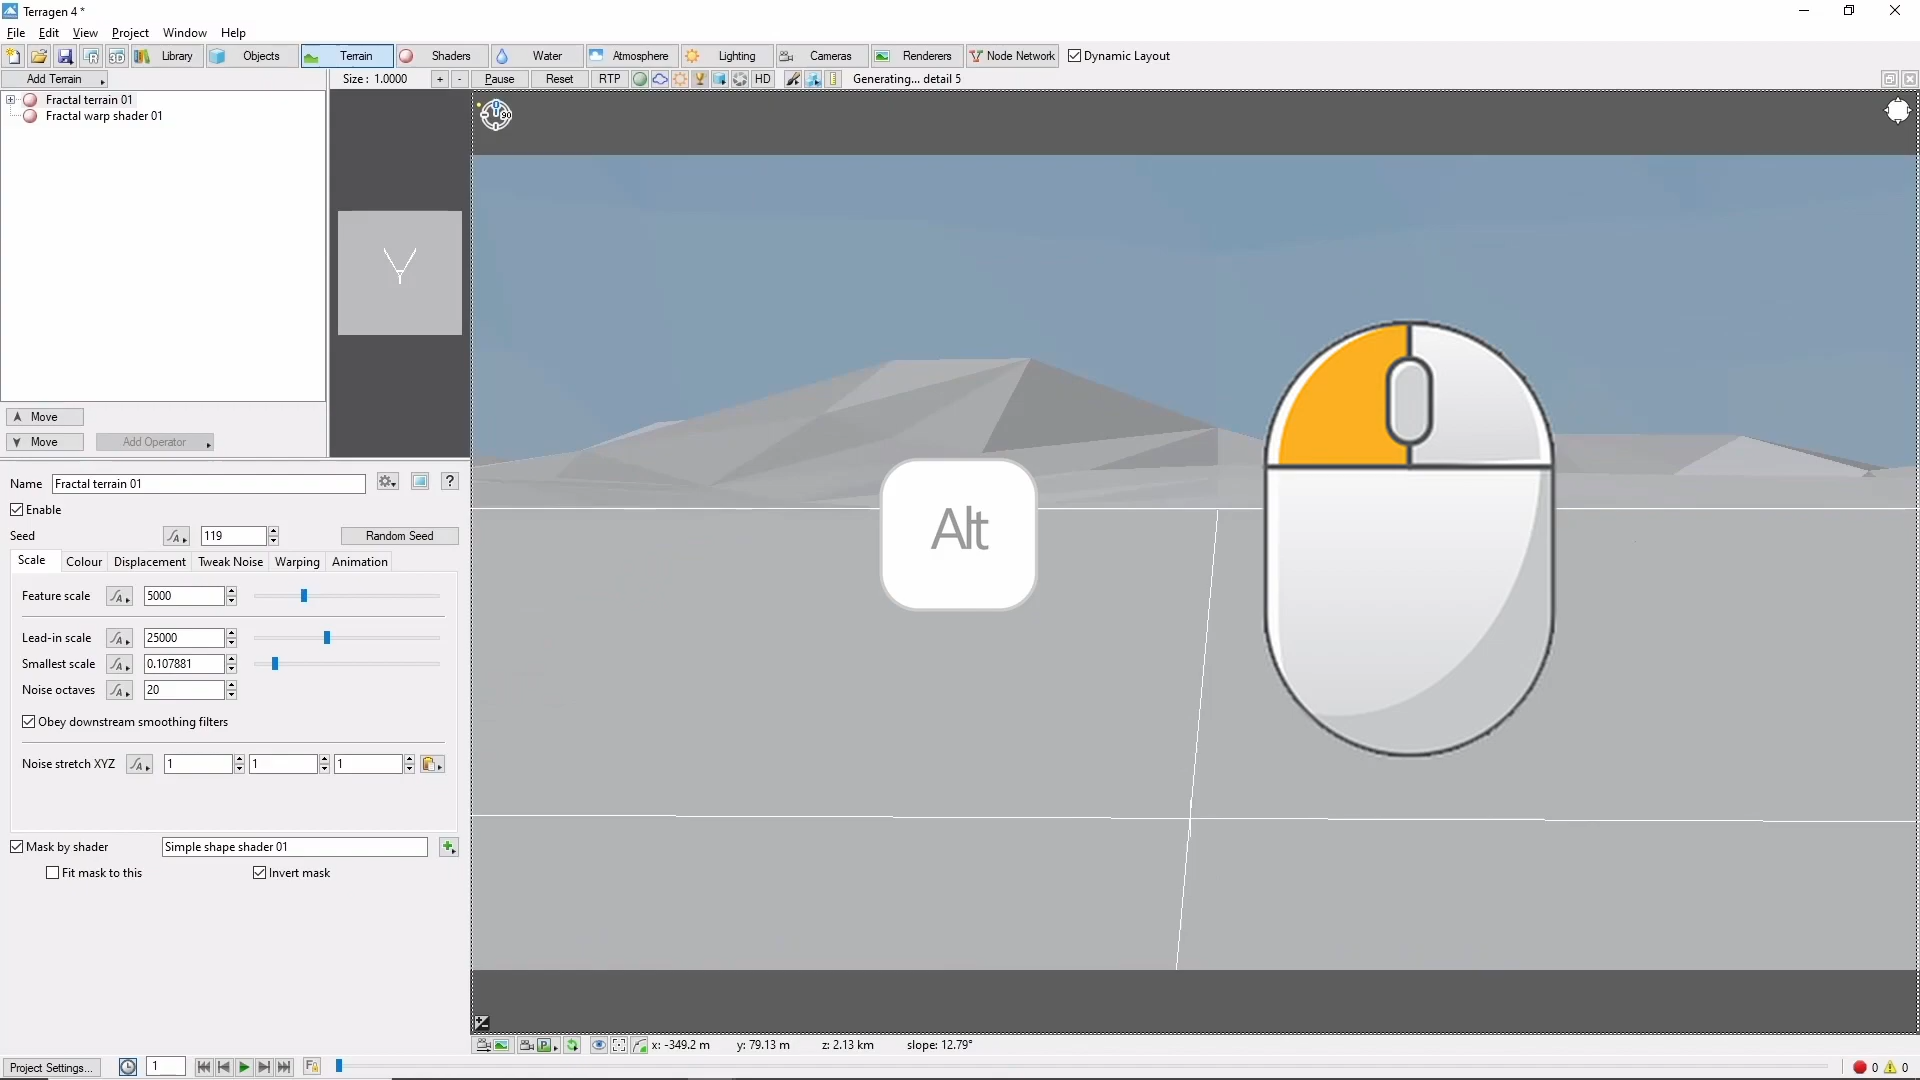 Terragen 4 *
File Edit View Project Window Help
Library Objects Terrain Shaders Water Atmosphere Lighting Cameras Renderers Node Network Dynamic Layout
Add Terrain Size : 1.0000 + - Pause Reset RTP HD Generating... detail 5
Fractal terrain 01
Fractal warp shader 01
90
Y
Move
Move Add Operator
Name Fractal terrain 01 ?
Enable
Seed 119 Random Seed
Scale Colour Displacement Tweak Noise Warping Animation
Feature scale 5000
Lead-in scale 25000
Smallest scale 0.107881
Noise octaves 20
Obey downstream smoothing filters
Noise stretch XYZ 1 1 1
Mask by shader Simple shape shader 01
Fit mask to this Invert mask
Alt
x: -349.2 m y: 79.13 m z: 2.13 km slope: 12.79°
Project Settings... 1 0 0